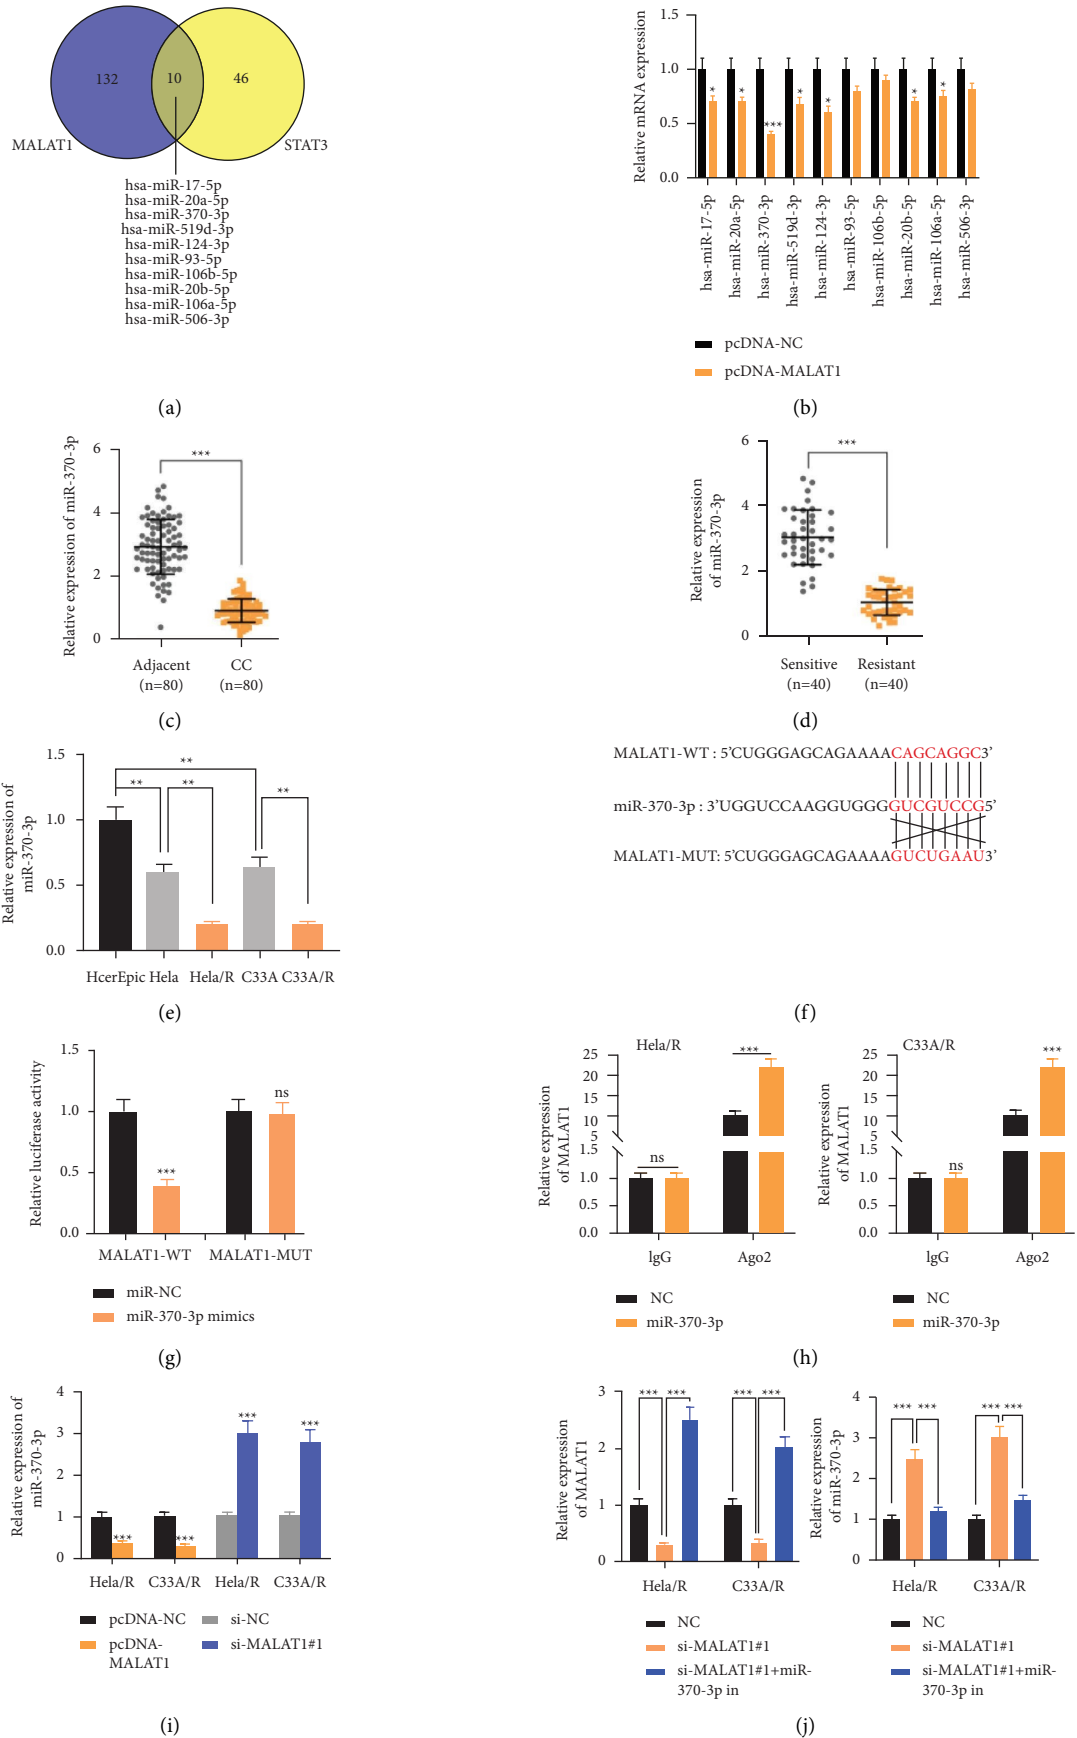 132
10
46
MALAT1
STAT3
hsa-miR-17-5p
hsa-miR-20a-5p
hsa-miR-370-3p
hsa-miR-519d-3p
hsa-miR-124-3p
hsa-miR-93-5p
hsa-miR-106b-5p
hsa-miR-20b-5p
hsa-miR-106a-5p
hsa-miR-506-3p
(a)
Relative mRNA expression
1.5
1.0
0.5
0.0
*
*
***
*
*
*
*
hsa-miR-17-5p
hsa-miR-20a-5p
hsa-miR-370-3p
hsa-miR-519d-3p
hsa-miR-124-3p
hsa-miR-93-5p
hsa-miR-106b-5p
hsa-miR-20b-5p
hsa-miR-106a-5p
hsa-miR-506-3p
pcDNA-NC
pcDNA-MALAT1
(b)
Relative expression of miR-370-3p
6
4
2
0
***
Adjacent
(n=80)
CC
(n=80)
(c)
Relative expression
of miR-370-3p
6
4
2
0
***
Sensitive
(n=40)
Resistant
(n=40)
(d)
Relative expression of
miR-370-3p
1.5
1.0
0.5
0.0
**
**
**
**
HcerEpic Hela Hela/R C33A C33A/R
(e)
MALAT1-WT : 5'CUGGGAGCAGAAAACAGCAGGC3'
miR-370-3p : 3'UGGUCCAAGGUGGGGUCGUCCG5'
MALAT1-MUT: 5'CUGGGAGCAGAAAAGUCUGAAU3'
(f)
Relative luciferase activity
1.5
1.0
0.5
0.0
***
ns
MALAT1-WT MALAT1-MUT
miR-NC
miR-370-3p mimics
(g)
Relative expression
of MALAT1
Hela/R
25
20
15
10
5
1.5
1.0
0.5
0.0
ns
***
lgG Ago2
NC
miR-370-3p
Relative expression
of MALAT1
C33A/R
25
20
15
10
5
1.5
1.0
0.5
0.0
ns
***
lgG Ago2
NC
miR-370-3p
(h)
Relative expression of
miR-370-3p
4
3
2
1
0
***
***
***
***
Hela/R C33A/R Hela/R C33A/R
pcDNA-NC
pcDNA-
MALAT1
si-NC
si-MALAT1#1
(i)
Relative expression
of MALAT1
3
2
1
0
*** ***
*** ***
Hela/R C33A/R
NC
si-MALAT1#1
si-MALAT1#1+miR-
370-3p in
Relative expression
of miR-370-3p
4
3
2
1
0
*** ***
*** ***
Hela/R C33A/R
NC
si-MALAT1#1
si-MALAT1#1+miR-
370-3p in
(j)